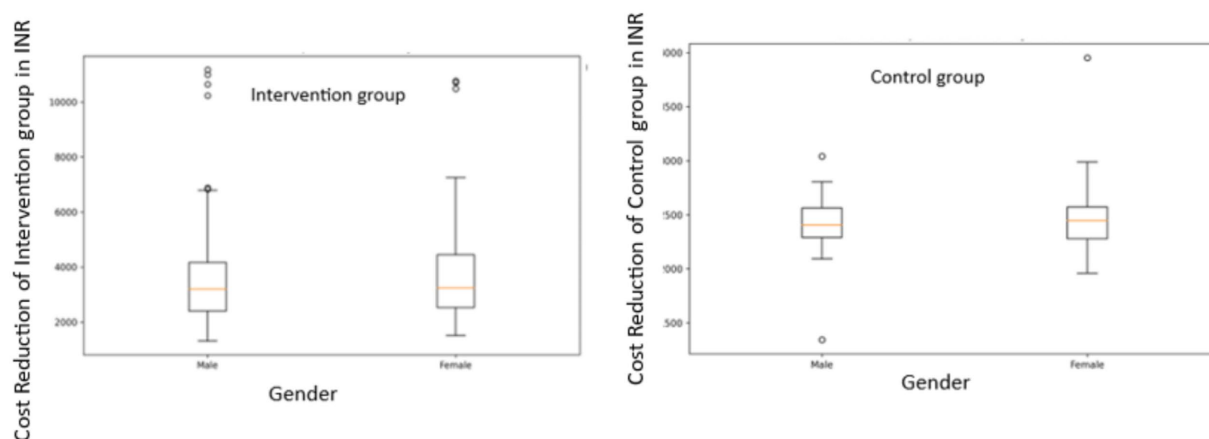 Cost Reduction of Intervention group in INR
Intervention group
10000
8000
6000
4000
2000
Male
Female
Gender
Cost Reduction of Control group in INR
Control group
2000
Male
Female
Gender